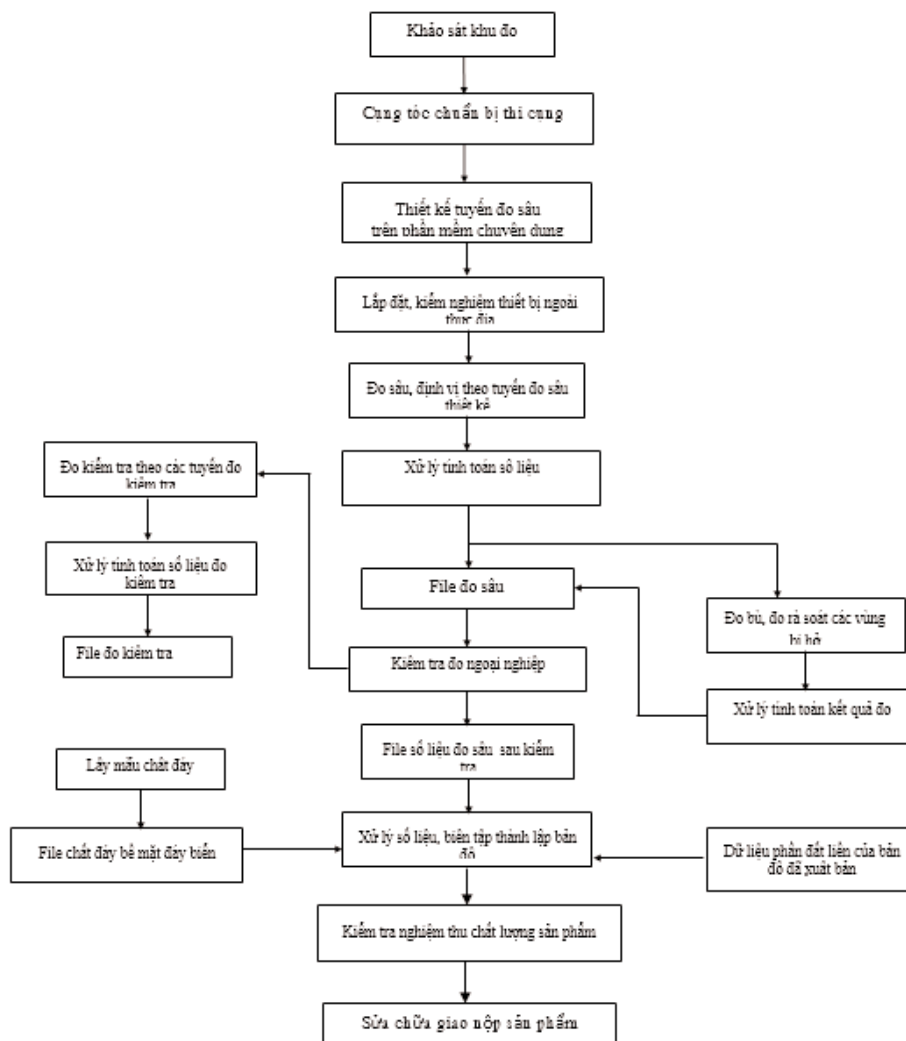 Khảo sát khu đo
Cụng tóc chuẩn bị thi cụng
Thiết kế tuyến đo sâu
trên phần mềm chuyên dụng
Lắp đặt, kiểm nghiệm thiết bị ngoài
thực địa
Đo sâu, định vị theo tuyến đo sâu
thiết kế
Đo kiểm tra theo các tuyến đo
kiểm tra
Xử lý tính toán số liệu
Xử lý tính toán số liệu đo
kiểm tra
File đo sâu
Đo bù, đo rà soát các vùng
bị hở
File đo kiểm tra
Kiểm tra đo ngoại nghiệp
Xử lý tính toán kết quả đo
File số liệu đo sâu sau kiểm
tra
Lấy mẫu chất đáy
Xử lý số liệu, biên tập thành lập bản
đồ
File chất đáy bề mặt đáy biển
Dữ liệu phần đất liền của bản
đồ đã xuất bản
Kiểm tra nghiệm thu chất lượng sản phẩm
Sửa chữa giao nộp sản phẩm